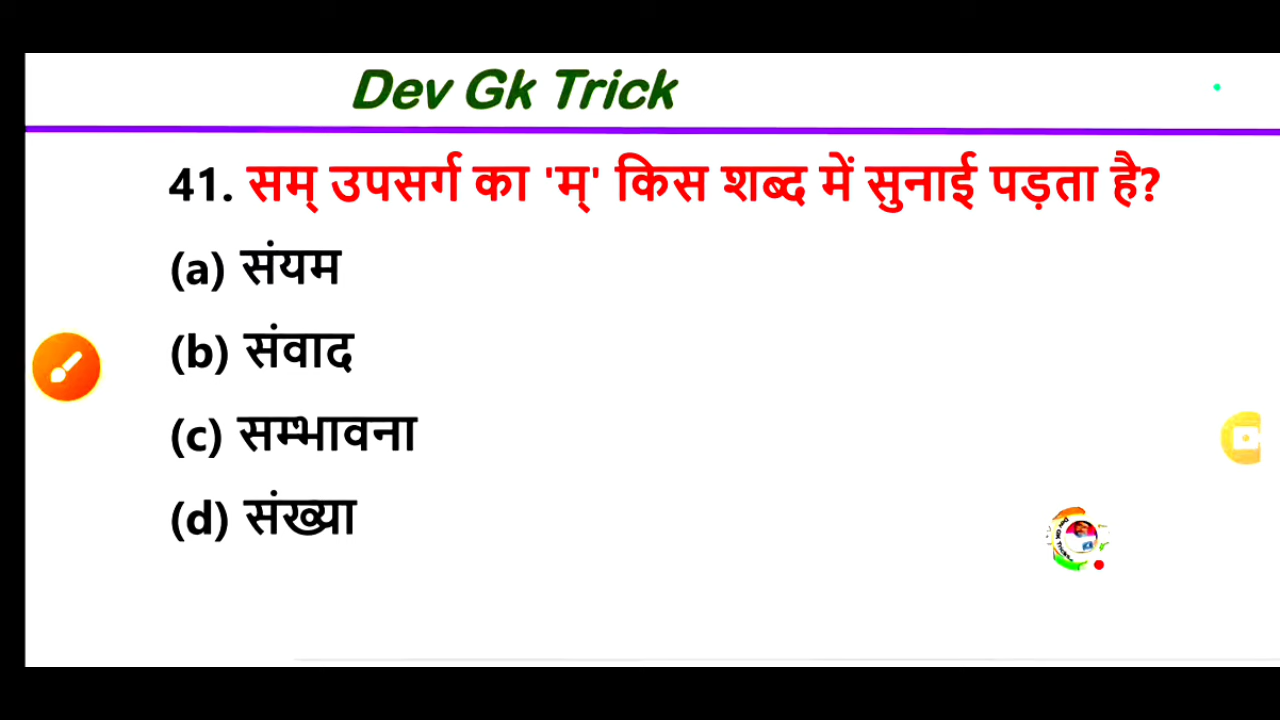 Dev Gk Trick
41. सम् उपसर्ग का 'म्' किस शब्द में सुनाई पड़ता है?
(a) संयम
(b) संवाद
(c) सम्भावना
(d) संख्या